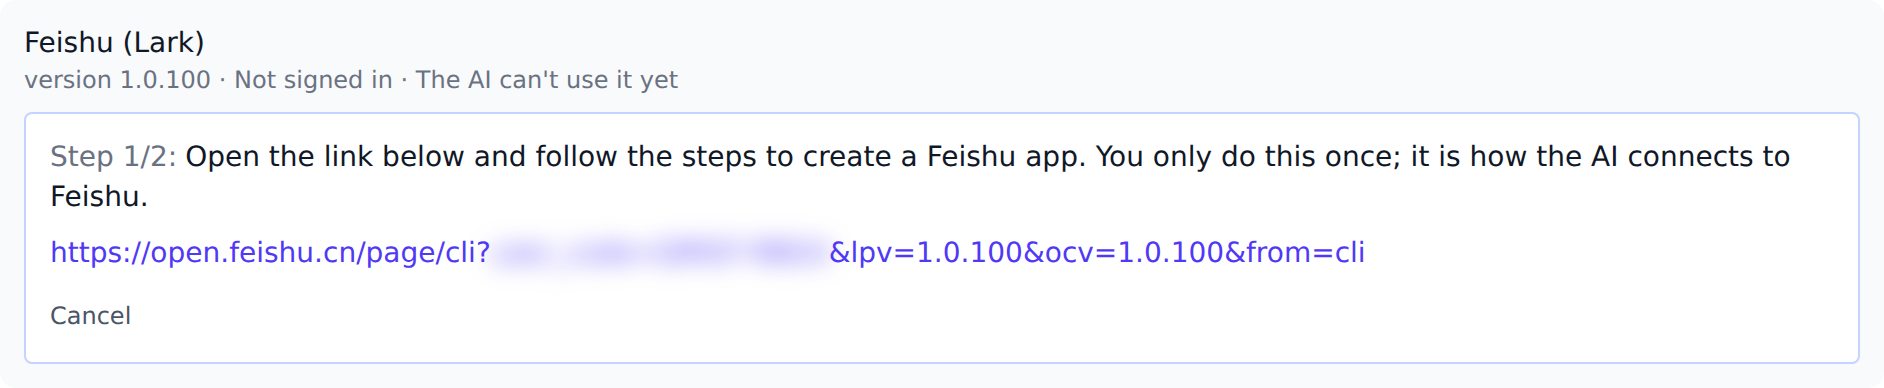 Feishu (Lark)
version 1.0.100 · Not signed in · The AI can't use it yet
Step 1/2: Open the link below and follow the steps to create a Feishu app. You only do this once; it is how the AI connects to
Feishu.
https://open.feishu.cn/page/cli? &lpv=1.0.100&ocv=1.0.100&from=cli
Cancel